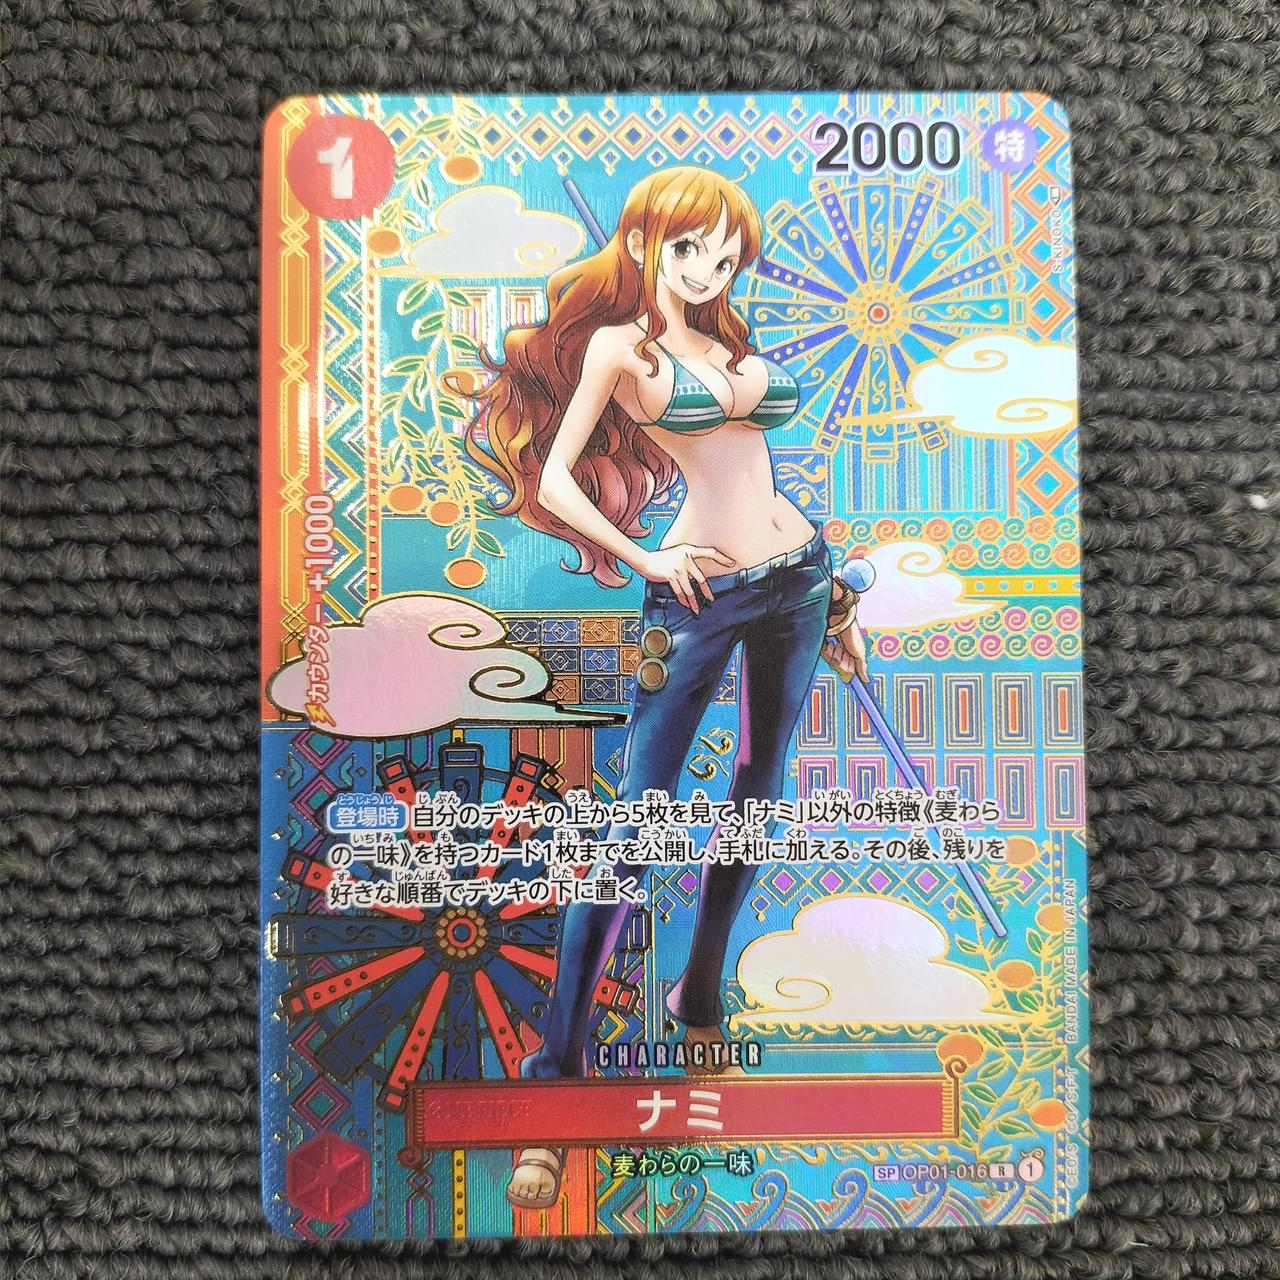 1
2000
特
S-KINOKO
カウンター +1000
登場時 自分のデッキの上から5枚を見て、「ナミ」以外の特徴《麦わら
の一味》を持つカード1枚までを公開し、手札に加える。その後、残りを
好きな順番でデッキの下に置く。
CHARACTER
ナミ
麦わらの一味
SP OP01-016 R 1
©E.O/S. CO/S,F,T BANDAI MADE IN JAPAN